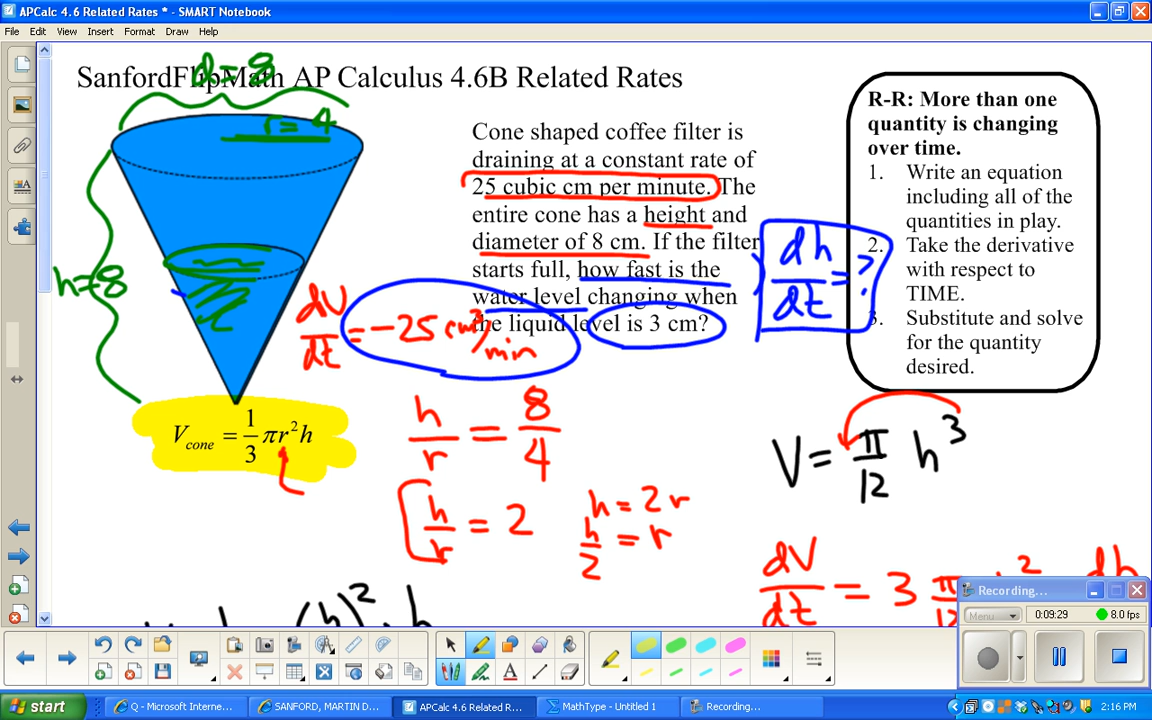 APCalc 4.6 Related Rates * - SMART Notebook
File Edit View Insert Format Draw Help
SanfordFlipMath AP Calculus 4.6B Related Rates
d=8
r=4
h=8
Cone shaped coffee filter is
draining at a constant rate of
25 cubic cm per minute. The
entire cone has a height and
diameter of 8 cm. If the filter
starts full, how fast is the
water level changing when
the liquid level is 3 cm?
dh/dt = ?
R-R: More than one
quantity is changing
over time.
1. Write an equation
including all of the
quantities in play.
2. Take the derivative
with respect to
TIME.
3. Substitute and solve
for the quantity
desired.
dV/dt = -25 cm³/min
V_cone = 1/3 πr²h
h/r = 8/4
h/r = 2
h=2r
h/2 = r
V = π/12 h³
dV/dt = 3 π/12
(h)² · h
Recording...
Menu
0:09:29 8.0 fps
start
Q - Microsoft Interne...
SANFORD, MARTIN D...
APCalc 4.6 Related R...
MathType - Untitled 1
Recording...
2:16 PM